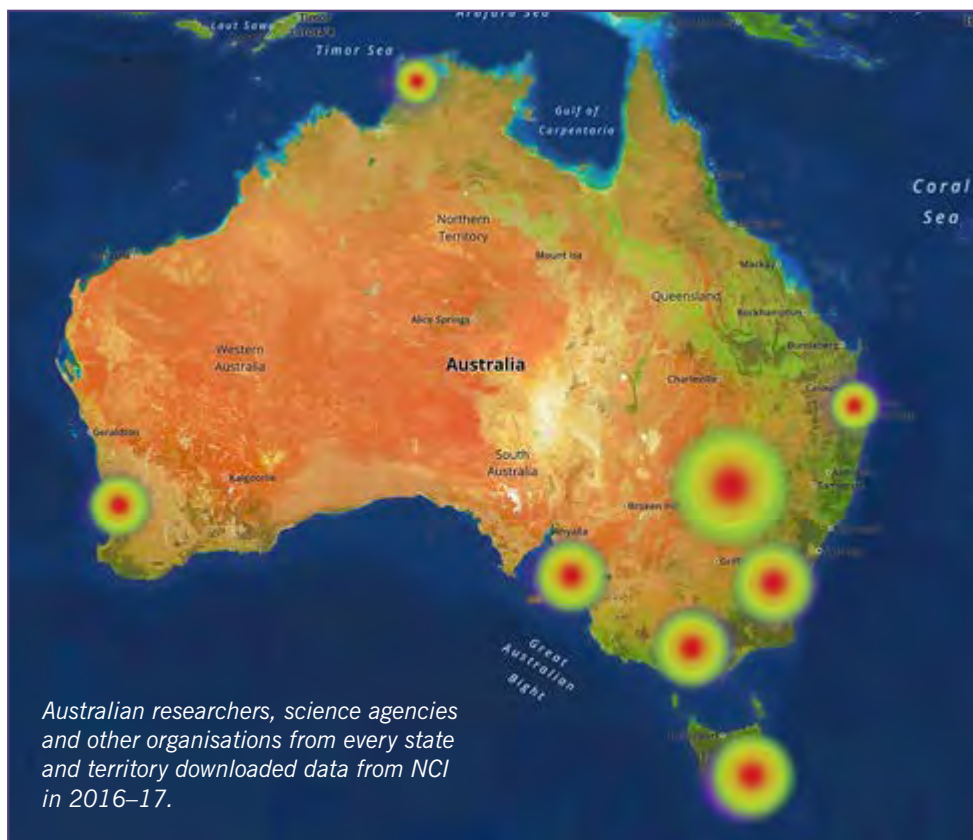 Arafura Sea
Timor Sea
Gulf of
Carpentaria
Coral
Sea
Northern
Territory
Mount Isa
Mackay
Queensland
Rockhampton
Alice Springs
Bundaberg
Western
Australia
Australia
Charleville
Geraldton
South
Australia
Kalgoorlie
Broken
Whyalla
Great
Australian
Bight
Australian researchers, science agencies
and other organisations from every state
and territory downloaded data from NCI
in 2016–17.